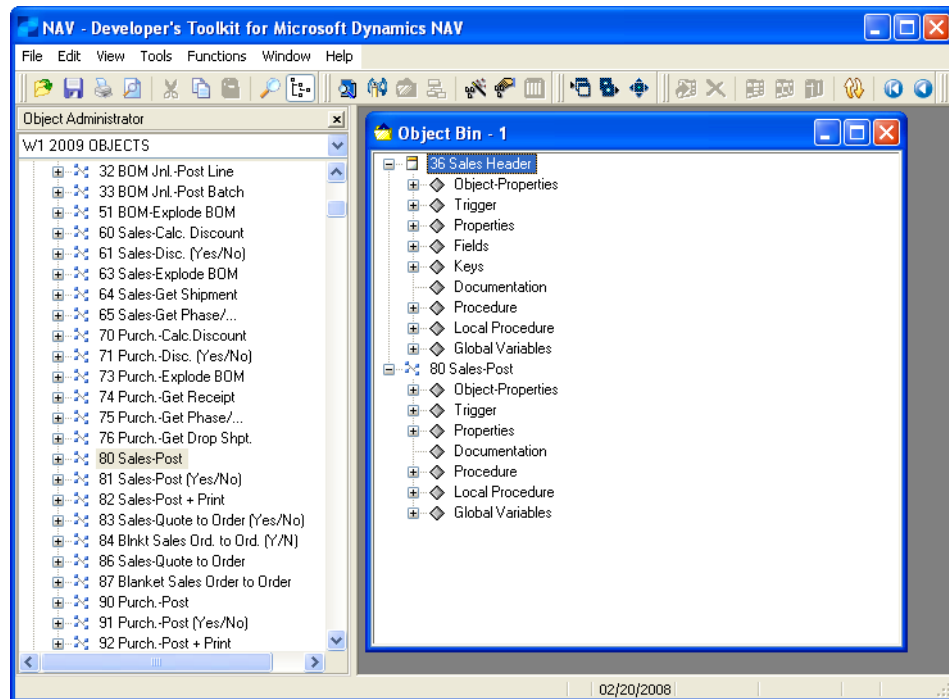 NAV - Developer's Toolkit for Microsoft Dynamics NAV
File Edit View Tools Functions Window Help
Object Administrator
W1 2009 OBJECTS
32 BOM Jnl.-Post Line
33 BOM Jnl.-Post Batch
51 BOM-Explode BOM
60 Sales-Calc. Discount
61 Sales-Disc. (Yes/No)
63 Sales-Explode BOM
64 Sales-Get Shipment
65 Sales-Get Phase/...
70 Purch.-Calc.Discount
71 Purch.-Disc. (Yes/No)
73 Purch.-Explode BOM
74 Purch.-Get Receipt
75 Purch.-Get Phase/...
76 Purch.-Get Drop Shpt.
80 Sales-Post
81 Sales-Post (Yes/No)
82 Sales-Post + Print
83 Sales-Quote to Order (Yes/No)
84 Blnkt Sales Ord. to Ord. (Y/N)
86 Sales-Quote to Order
87 Blanket Sales Order to Order
90 Purch.-Post
91 Purch.-Post (Yes/No)
92 Purch.-Post + Print
Object Bin - 1
36 Sales Header
Object-Properties
Trigger
Properties
Fields
Keys
Documentation
Procedure
Local Procedure
Global Variables
80 Sales-Post
Object-Properties
Trigger
Properties
Documentation
Procedure
Local Procedure
Global Variables
02/20/2008